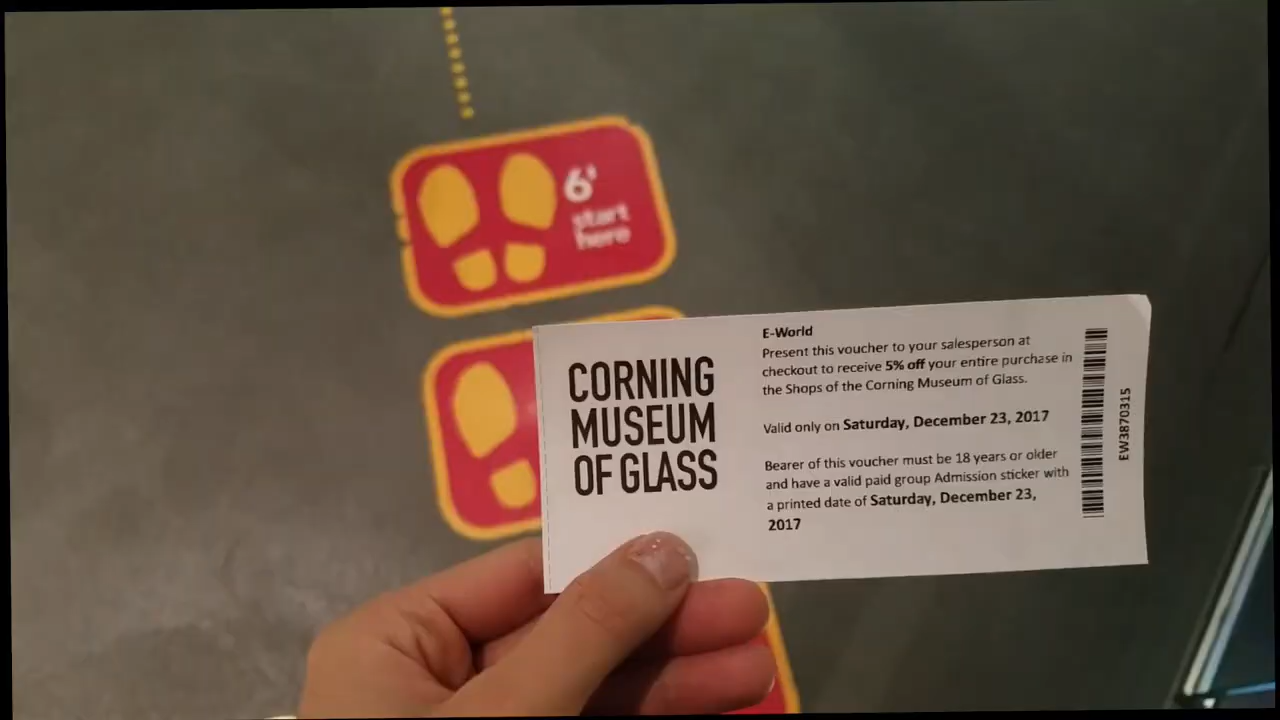 6'
start
here
CORNING
MUSEUM
OF GLASS
E-World
Present this voucher to your salesperson at
checkout to receive 5% off your entire purchase in
the Shops of the Corning Museum of Glass.
Valid only on Saturday, December 23, 2017
Bearer of this voucher must be 18 years or older
and have a valid paid group Admission sticker with
a printed date of Saturday, December 23,
2017
EW3870315